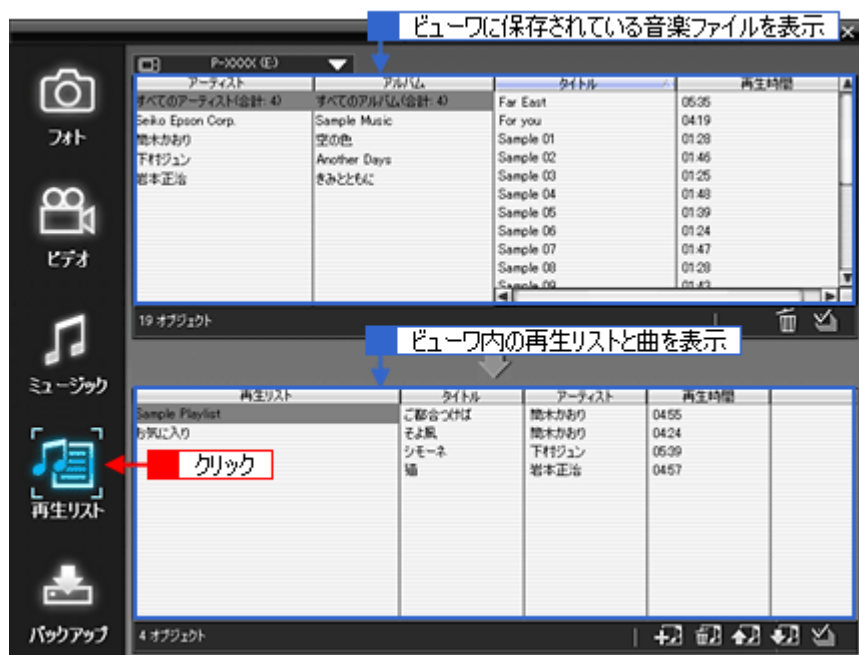 ビューワに保存されている音楽ファイルを表示
P-XXXX (E)
アーティスト アルバム タイトル 再生時間
すべてのアーティスト(合計: 4) すべてのアルバム(合計: 4) Far East 05:35
Seiko Epson Corp. Sample Music For you 04:19
間木かおり 空の色 Sample 01 01:28
下村ジュン Another Days Sample 02 01:46
岩本正治 きみとともに Sample 03 01:25
Sample 04 01:48
Sample 05 01:39
Sample 06 01:24
Sample 07 01:47
Sample 08 01:28
Sample 09 01:43
19 オブジェクト
フォト
ビデオ
ミュージック
再生リスト
バックアップ
ビューワ内の再生リストと曲を表示
再生リスト タイトル アーティスト 再生時間
Sample Playlist ご都合つけば 間木かおり 04:55
お気に入り そよ風 間木かおり 04:24
シモーネ 下村ジュン 05:39
猫 岩本正治 04:57
クリック
4 オブジェクト